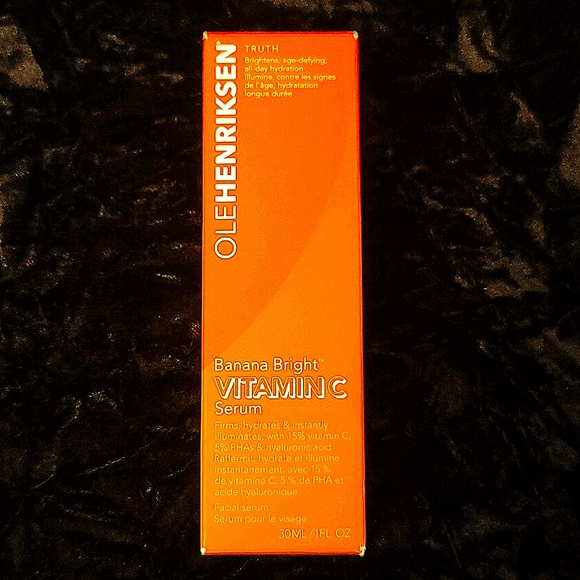 OLEHENRIKSEN™
TRUTH
Brightens, age-defying,
all-day hydration
Illumine, contre les signes
de l'âge, hydratation
longue durée
Banana Bright™
VITAMIN C
Serum
Firms, hydrates & instantly
illuminates, with 15% vitamin C,
5% PHAs & hyaluronic acid
Raffermit, hydrate et illumine
instantanément, avec 15 %
de vitamine C, 5 % de PHA et
acide hyaluronique
Facial serum
Sérum pour le visage
30ML / 1FL. OZ